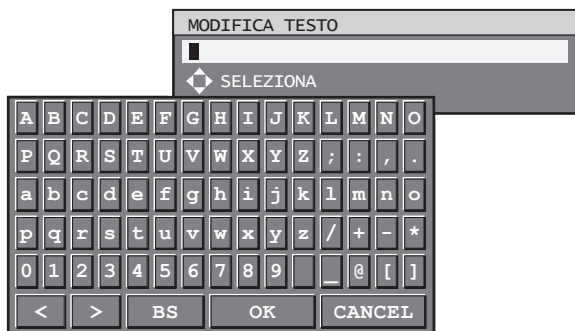 MODIFICA TESTO
SELEZIONA
A B C D E F G H I J K L M N O
P Q R S T U V W X Y Z ; : , .
a b c d e f g h i j k l m n o
p q r s t u v w x y z / + - *
0 1 2 3 4 5 6 7 8 9 _ @ [ ]
< > BS OK CANCEL